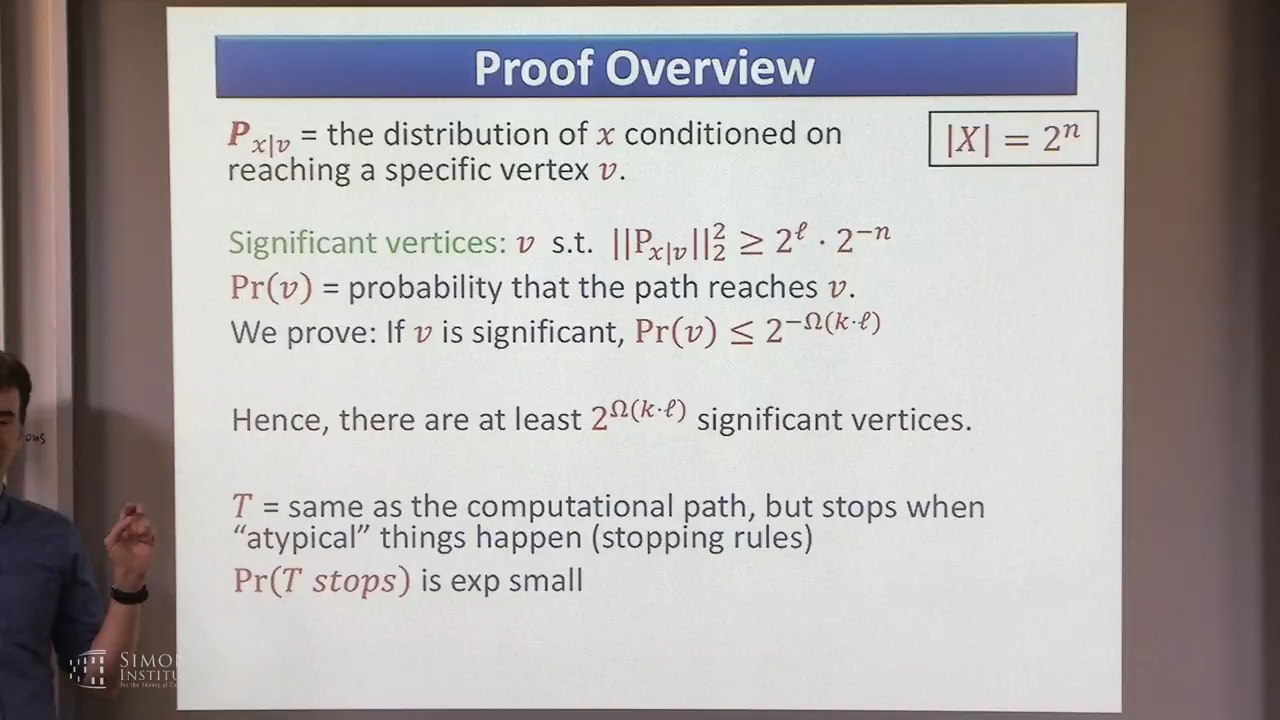 Proof Overview
P_{x|v} = the distribution of x conditioned on
reaching a specific vertex v.
|X| = 2^n
Significant vertices: v s.t. ||P_{x|v}||_2^2 ≥ 2^ℓ · 2^{-n}
Pr(v) = probability that the path reaches v.
We prove: If v is significant, Pr(v) ≤ 2^{-Ω(k·ℓ)}
Hence, there are at least 2^{Ω(k·ℓ)} significant vertices.
T = same as the computational path, but stops when
“atypical” things happen (stopping rules)
Pr(T stops) is exp small
ons
SIMON
INSTITU